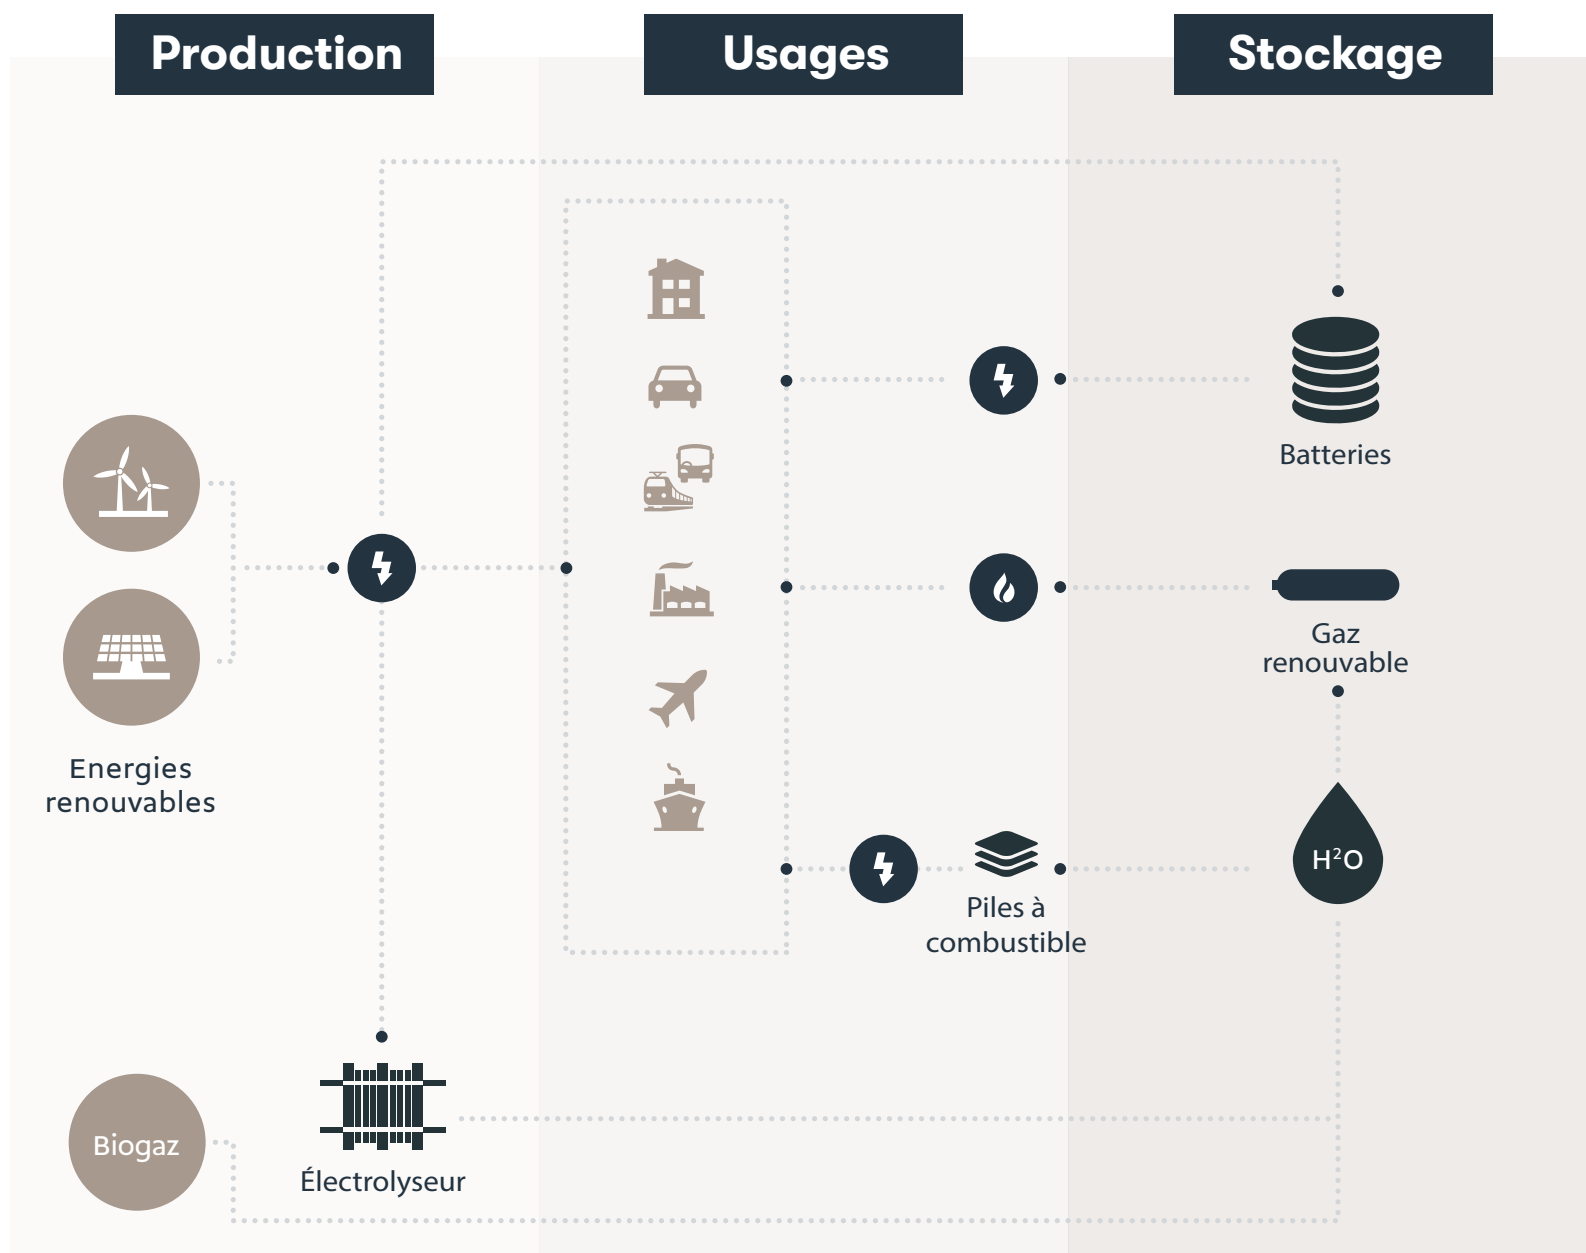 Production
Usages
Stockage
Batteries
Gaz
renouvable
Energies
renouvables
H²O
Piles à
combustible
Biogaz
Électrolyseur